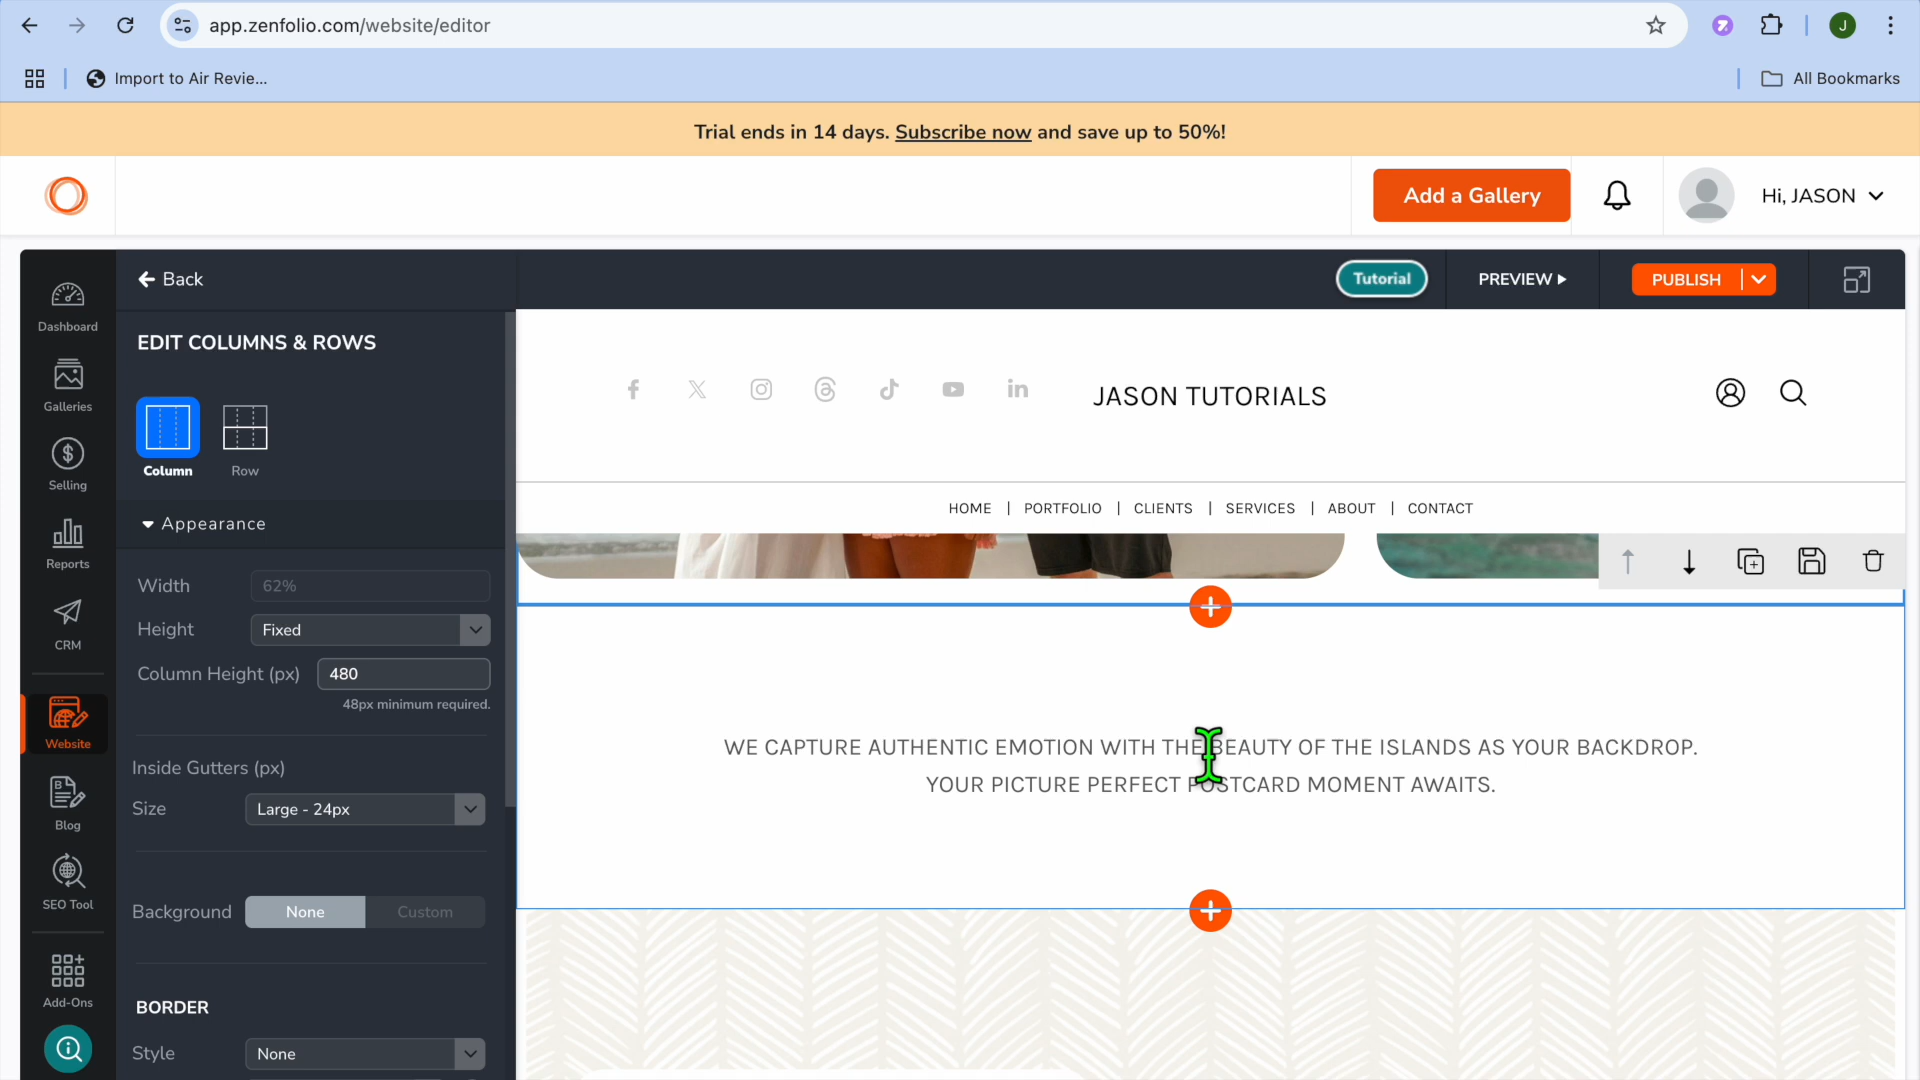 app.zenfolio.com/website/editor
J
Import to Air Revie...
All Bookmarks
Trial ends in 14 days. Subscribe now and save up to 50%!
Add a Gallery
Hi, JASON
Back
Tutorial
PREVIEW
PUBLISH
Dashboard
Galleries
Selling
Reports
CRM
Website
Blog
SEO Tool
Add-Ons
EDIT COLUMNS & ROWS
Column
Row
Appearance
Width 62%
Height Fixed
Column Height (px) 480
48px minimum required.
Inside Gutters (px)
Size Large - 24px
Background None Custom
BORDER
Style None
JASON TUTORIALS
HOME | PORTFOLIO | CLIENTS | SERVICES | ABOUT | CONTACT
WE CAPTURE AUTHENTIC EMOTION WITH THE BEAUTY OF THE ISLANDS AS YOUR BACKDROP.
YOUR PICTURE PERFECT POSTCARD MOMENT AWAITS.